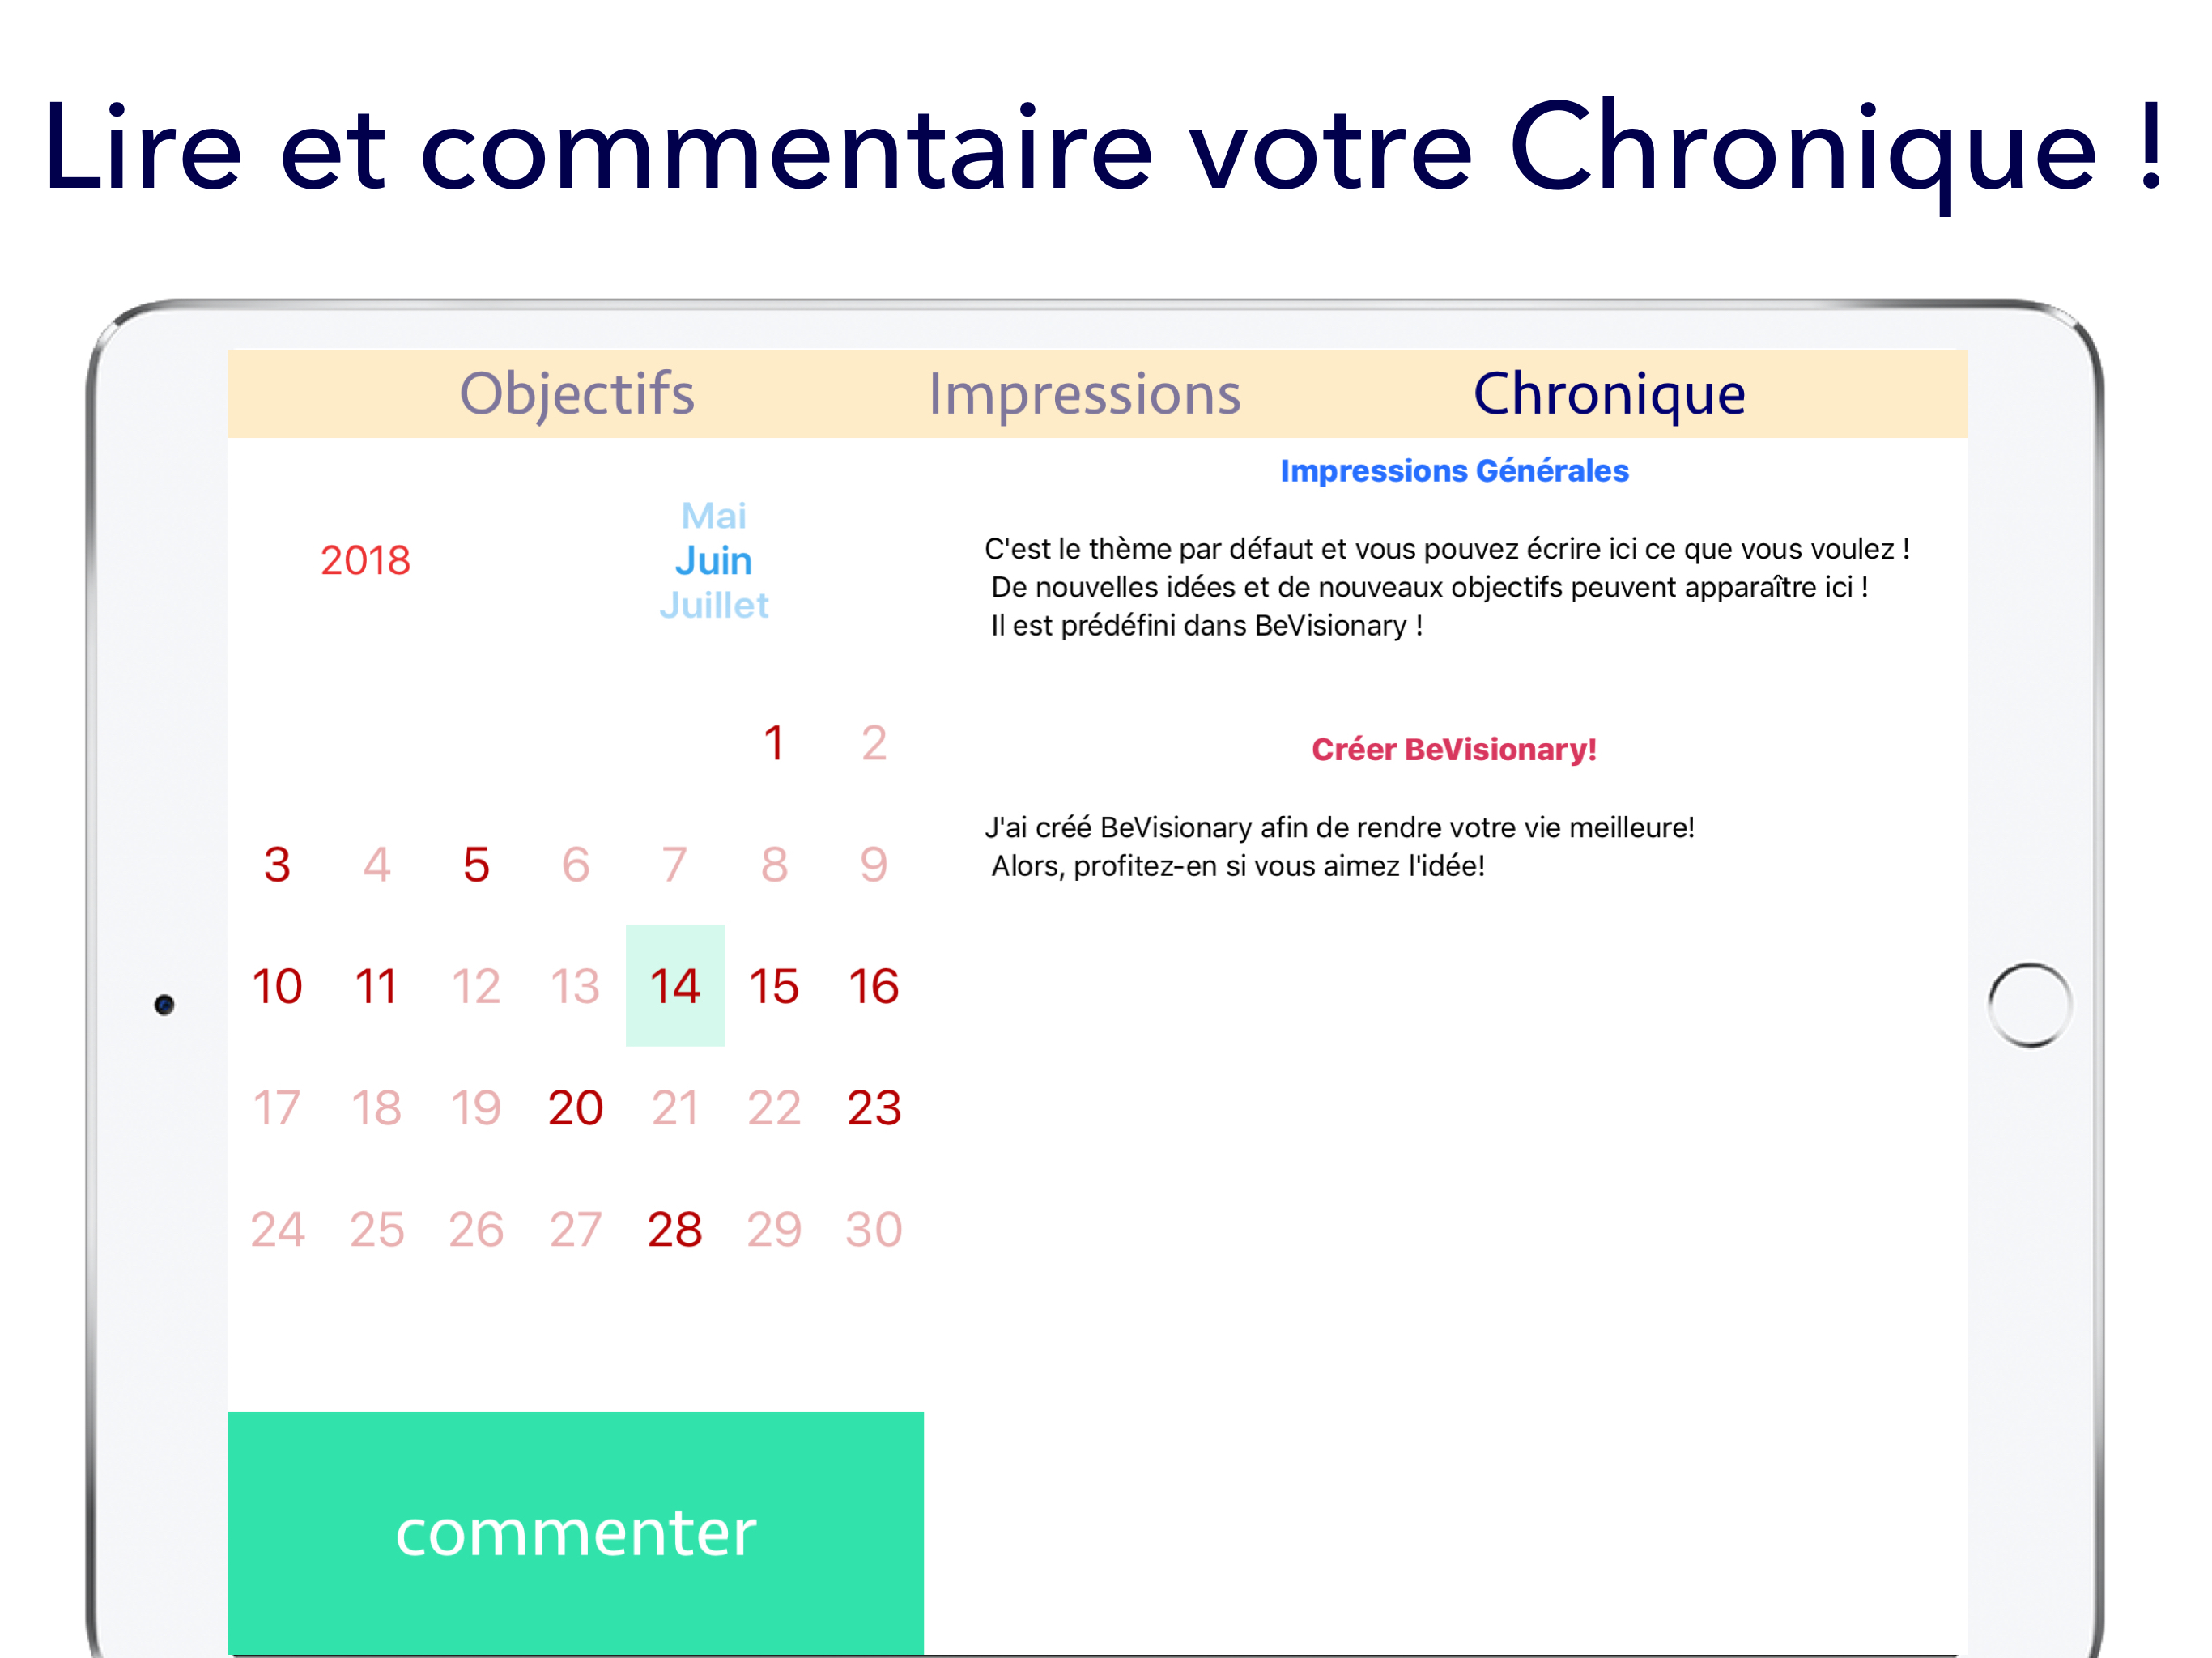 Lire et commentaire votre Chronique !
Objectifs Impressions Chronique
2018
Mai
Juin
Juillet
1 2
3 4 5 6 7 8 9
10 11 12 13 14 15 16
17 18 19 20 21 22 23
24 25 26 27 28 29 30
commenter
Impressions Générales
C'est le thème par défaut et vous pouvez écrire ici ce que vous voulez !
De nouvelles idées et de nouveaux objectifs peuvent apparaître ici !
Il est prédéfini dans BeVisionary !
Créer BeVisionary!
J'ai créé BeVisionary afin de rendre votre vie meilleure!
Alors, profitez-en si vous aimez l'idée!